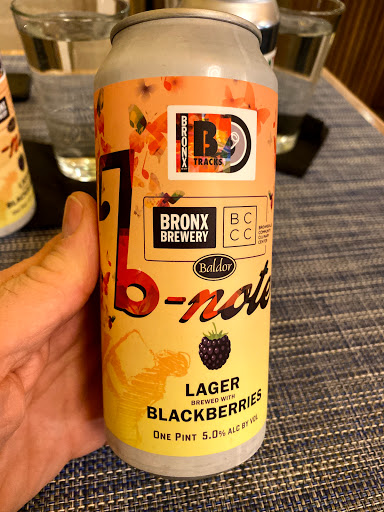 BRONX
B
TRACKS
BRONX
BREWERY
BC
CC
Baldor
b-note
LAGER
BREWED WITH
BLACKBERRIES
ONE PINT 5.0% ALC BY VOL